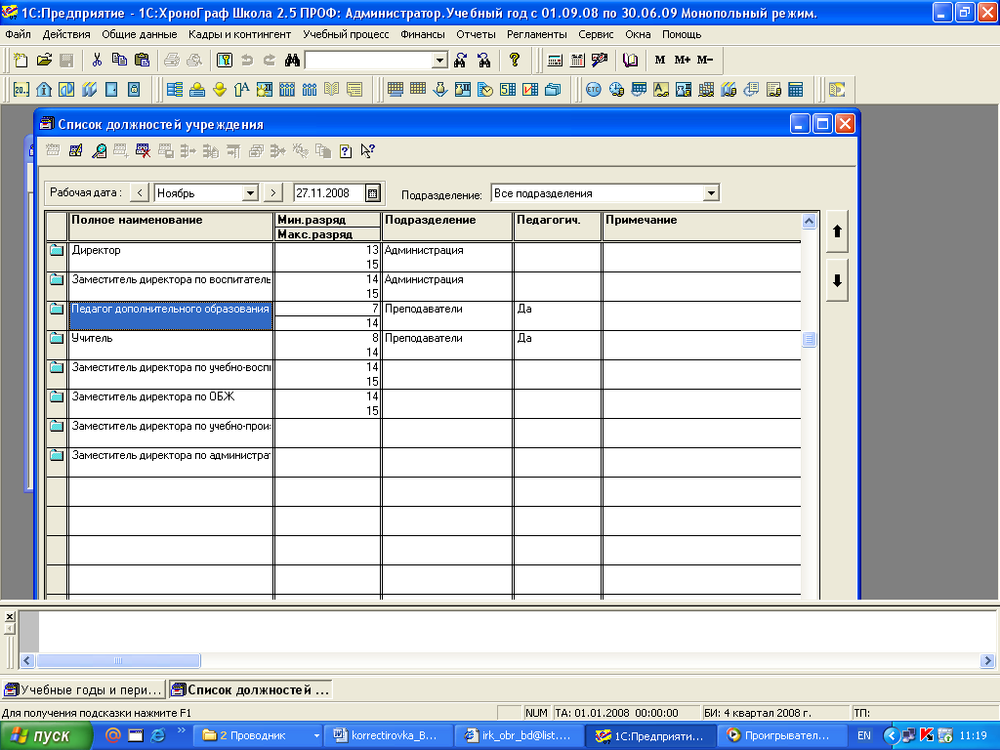 1С:Предприятие - 1С:ХроноГраф Школа 2.5 ПРОФ: Администратор.Учебный год с 01.09.08 по 30.06.09 Монопольный режим.
Файл Действия Общие данные Кадры и контингент Учебный процесс Финансы Отчеты Регламенты Сервис Окна Помощь
M M+ M-
Список должностей учреждения
Рабочая дата : < Ноябрь > 27.11.2008 Подразделение: Все подразделения
Полное наименование Мин.разряд Подразделение Педагогич. Примечание
Макс.разряд
Директор 13 Администрация
15
Заместитель директора по воспитатель 14 Администрация
15
Педагог дополнительного образования 7 Преподаватели Да
14
Учитель 8 Преподаватели Да
14
Заместитель директора по учебно-восп 14
15
Заместитель директора по ОБЖ 14
15
Заместитель директора по учебно-прои
Заместитель директора по администра
Учебные годы и пери... Список должностей ...
Для получения подсказки нажмите F1 NUM TA: 01.01.2008 00:00:00 БИ: 4 квартал 2008 г. ТП:
пуск 2 Проводник korrectirovka_B... irk_obr_bd@list.... 1С:Предприяти... Проигрывател... EN 11:19